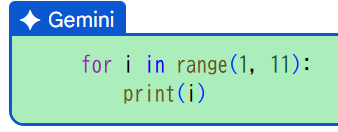 Gemini
for i in range(1, 11):
    print(i)